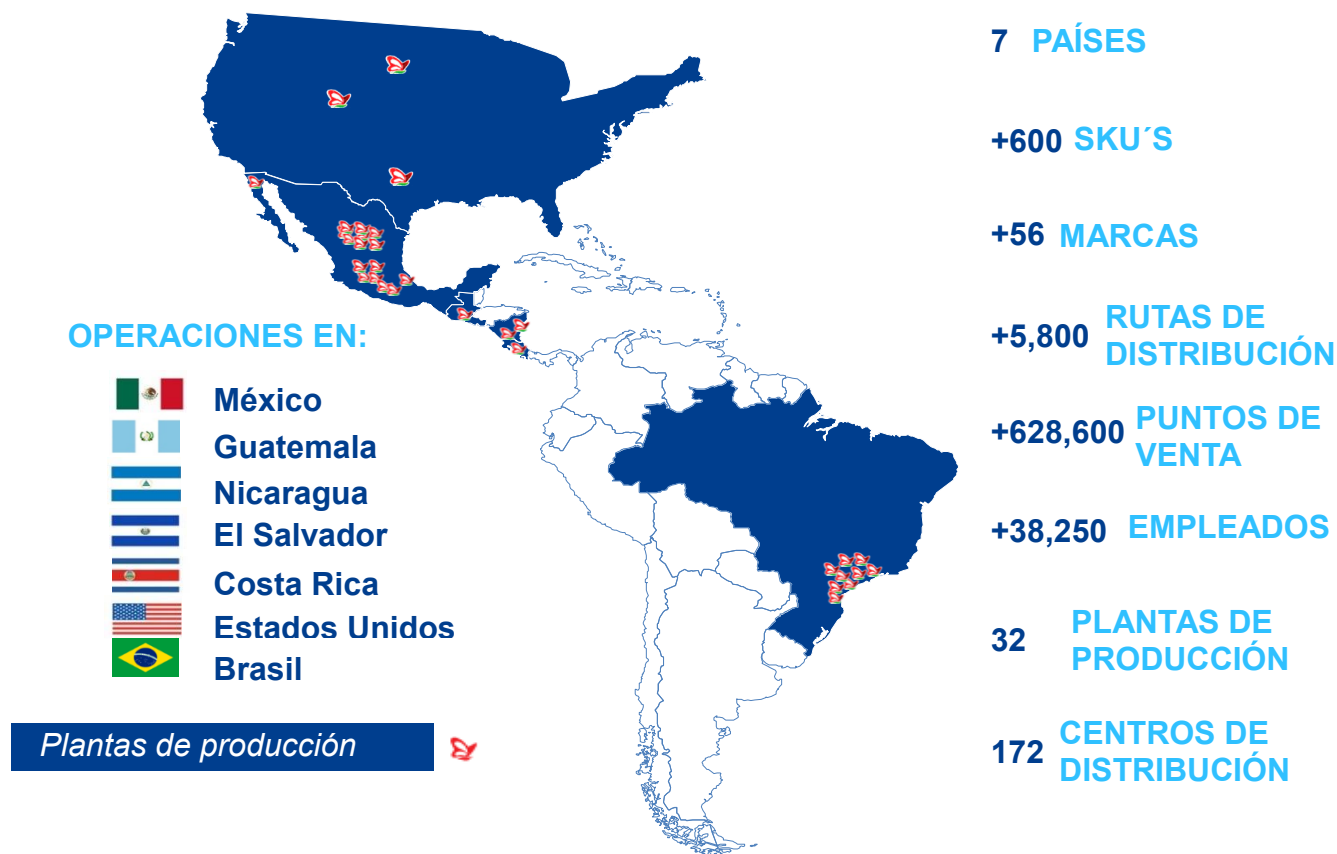 OPERACIONES EN:
México
Guatemala
Nicaragua
El Salvador
Costa Rica
Estados Unidos
Brasil
Plantas de producción
7 PAÍSES
+600 SKU´S
+56 MARCAS
+5,800 RUTAS DE
DISTRIBUCIÓN
+628,600 PUNTOS DE
VENTA
+38,250 EMPLEADOS
32 PLANTAS DE
PRODUCCIÓN
172 CENTROS DE
DISTRIBUCIÓN